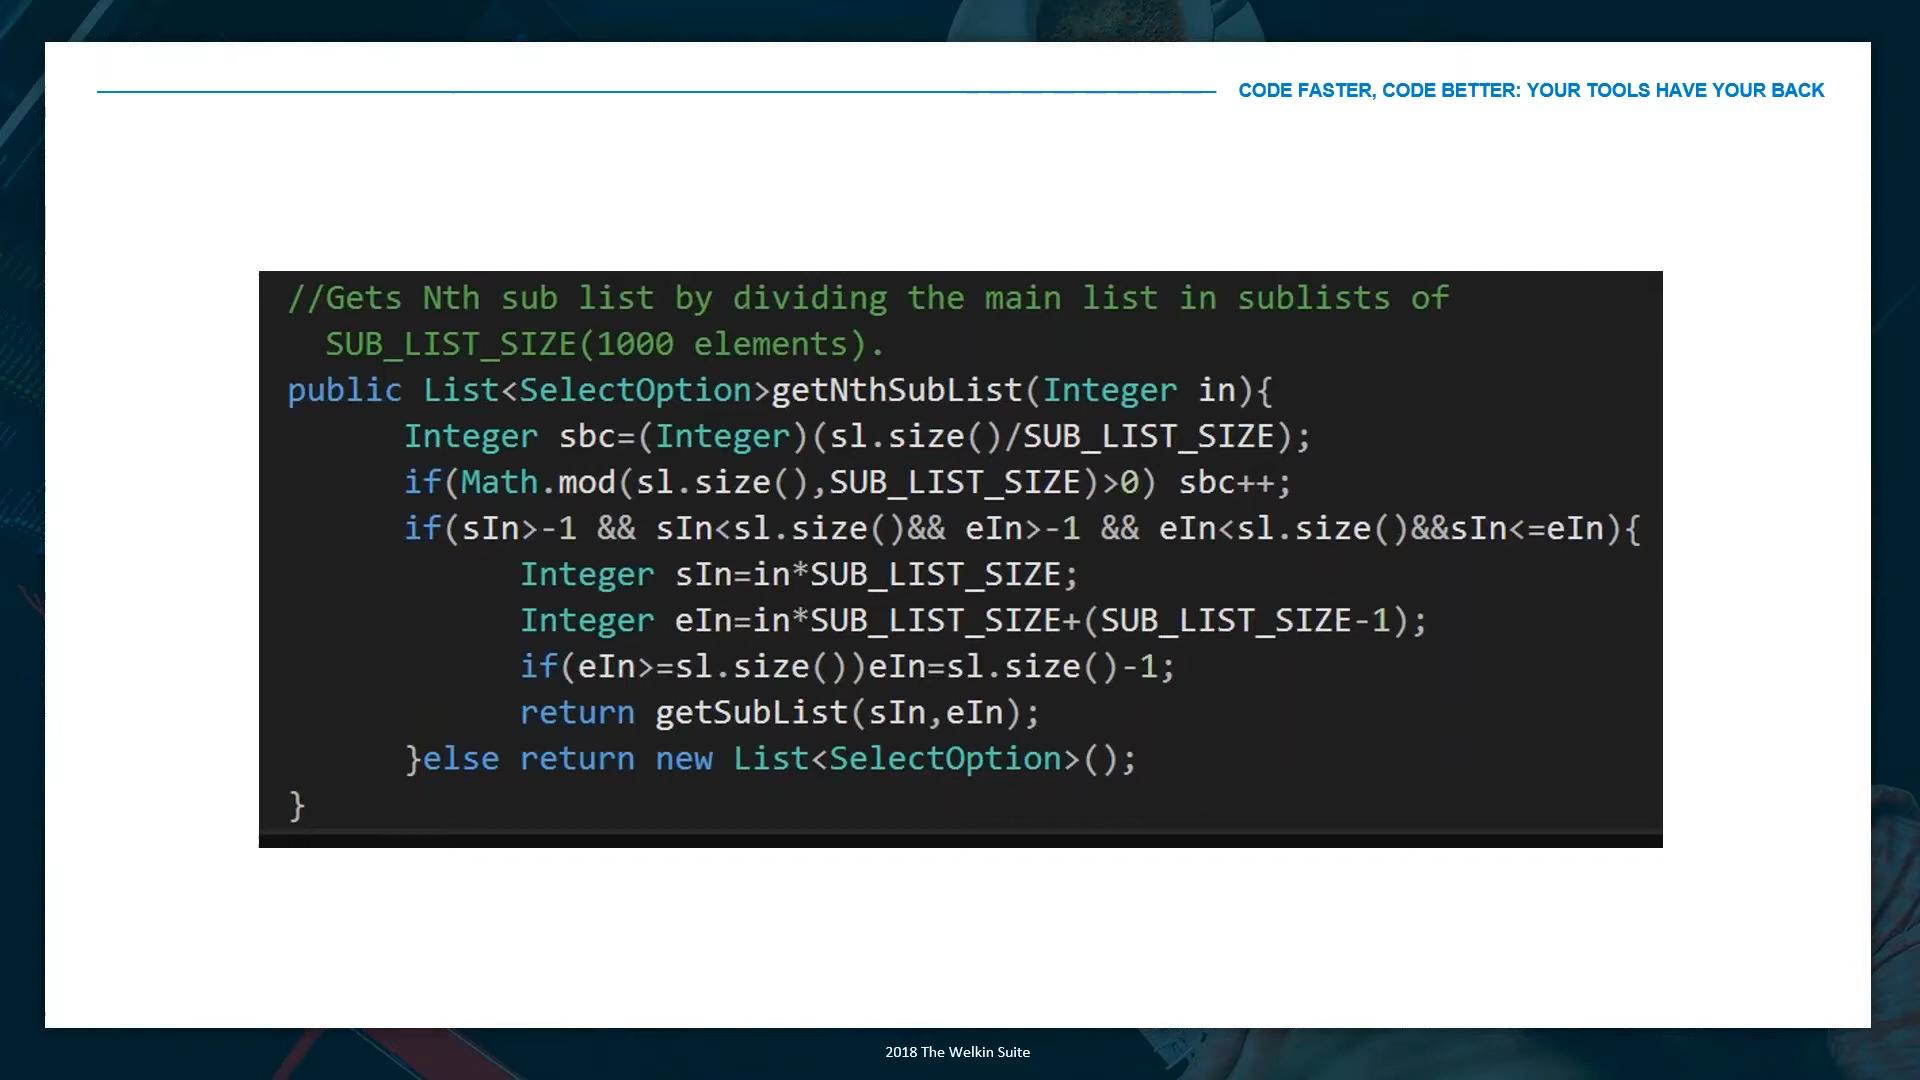 CODE FASTER, CODE BETTER: YOUR TOOLS HAVE YOUR BACK
//Gets Nth sub list by dividing the main list in sublists of
SUB_LIST_SIZE(1000 elements).
public List<SelectOption>getNthSubList(Integer in){
Integer sbc=(Integer)(sl.size()/SUB_LIST_SIZE);
if(Math.mod(sl.size(),SUB_LIST_SIZE)>0) sbc++;
if(sIn>-1 && sIn<sl.size()&& eIn>-1 && eIn<sl.size()&&sIn<=eIn){
Integer sIn=in*SUB_LIST_SIZE;
Integer eIn=in*SUB_LIST_SIZE+(SUB_LIST_SIZE-1);
if(eIn>=sl.size())eIn=sl.size()-1;
return getSubList(sIn,eIn);
}else return new List<SelectOption>();
}
2018 The Welkin Suite